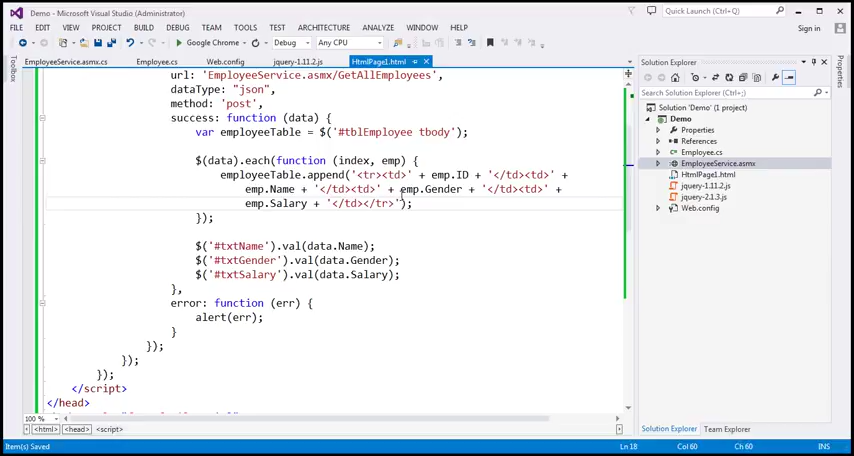 Demo - Microsoft Visual Studio (Administrator)
Quick Launch (Ctrl+Q)
FILE EDIT VIEW PROJECT BUILD DEBUG TEAM TOOLS TEST ARCHITECTURE ANALYZE WINDOW HELP
Sign in
Google Chrome Debug Any CPU
Toolbox
EmployeeService.asmx.cs Employee.cs Web.config jquery-1.11.2.js HtmlPage1.html
url: 'EmployeeService.asmx/GetAllEmployees',
dataType: "json",
method: 'post',
success: function (data) {
var employeeTable = $('#tblEmployee tbody');
$(data).each(function (index, emp) {
employeeTable.append('<tr><td>' + emp.ID + '</td><td>' +
emp.Name + '</td><td>' + emp.Gender + '</td><td>' +
emp.Salary + '</td></tr>');
});
$('#txtName').val(data.Name);
$('#txtGender').val(data.Gender);
$('#txtSalary').val(data.Salary);
},
error: function (err) {
alert(err);
}
});
});
});
</script>
</head>
100 %
<html> <head> <script>
Solution Explorer
Search Solution Explorer (Ctrl+;)
Solution 'Demo' (1 project)
Demo
Properties
References
Employee.cs
EmployeeService.asmx
HtmlPage1.html
jquery-1.11.2.js
jquery-2.1.3.js
Web.config
Solution Explorer Team Explorer
Item(s) Saved Ln 18 Col 60 Ch 60 INS